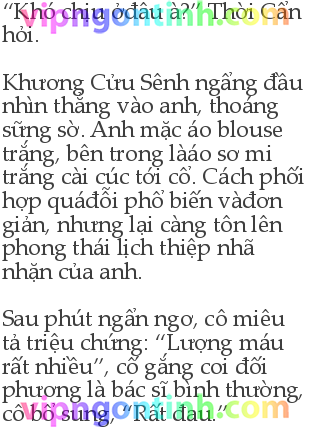 “Khó chịu ở đâu à?” Thời Cẩn
hỏi.
Khương Cửu Sênh ngẩng đầu
nhìn thẳng vào anh, thoáng
sững sờ. Anh mặc áo blouse
trắng, bên trong làáo sơ mi
trắng cài cúc tới cổ. Cách phối
hợp quáđỗi phổ biến vàđơn
giản, nhưng lại càng tôn lên
phong thái lịch thiệp nhã
nhặn của anh.
Sau phút ngẩn ngơ, cô miêu
tả triệu chứng: “Lượng máu
rất nhiều”, cố gắng coi đối
phương là bác sĩ bình thường,
cô bổ sung, “Rất đau.”
vipngontinh.com
vipngontinh.com